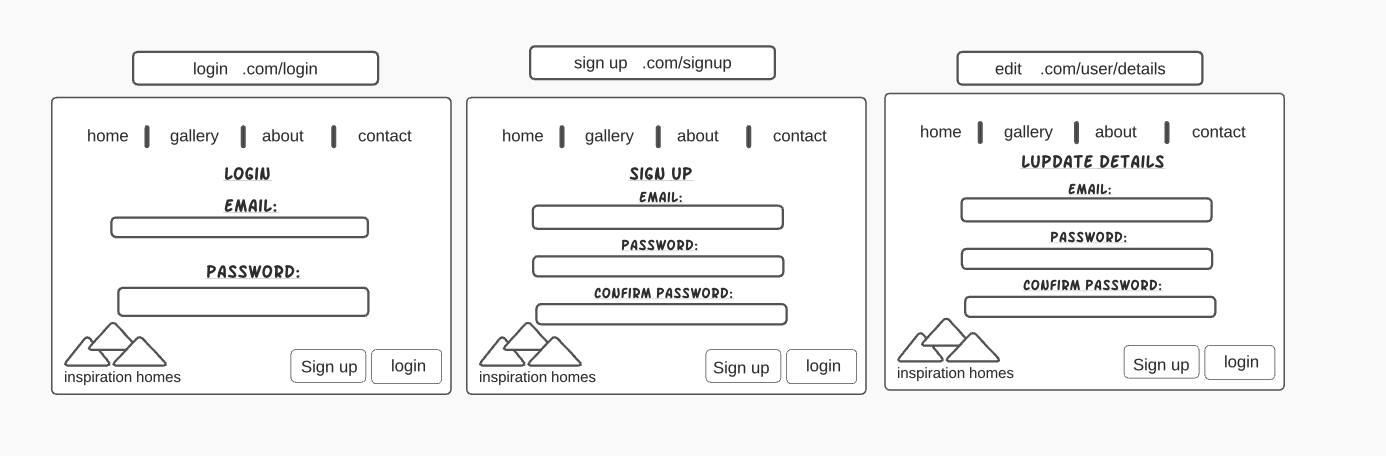 login .com/login
home gallery about contact
LOGIN
EMAIL:
PASSWORD:
inspiration homes
Sign up login
sign up .com/signup
home gallery about contact
SIGN UP
EMAIL:
PASSWORD:
CONFIRM PASSWORD:
inspiration homes
Sign up login
edit .com/user/details
home gallery about contact
LUPDATE DETAILS
EMAIL:
PASSWORD:
CONFIRM PASSWORD:
inspiration homes
Sign up login